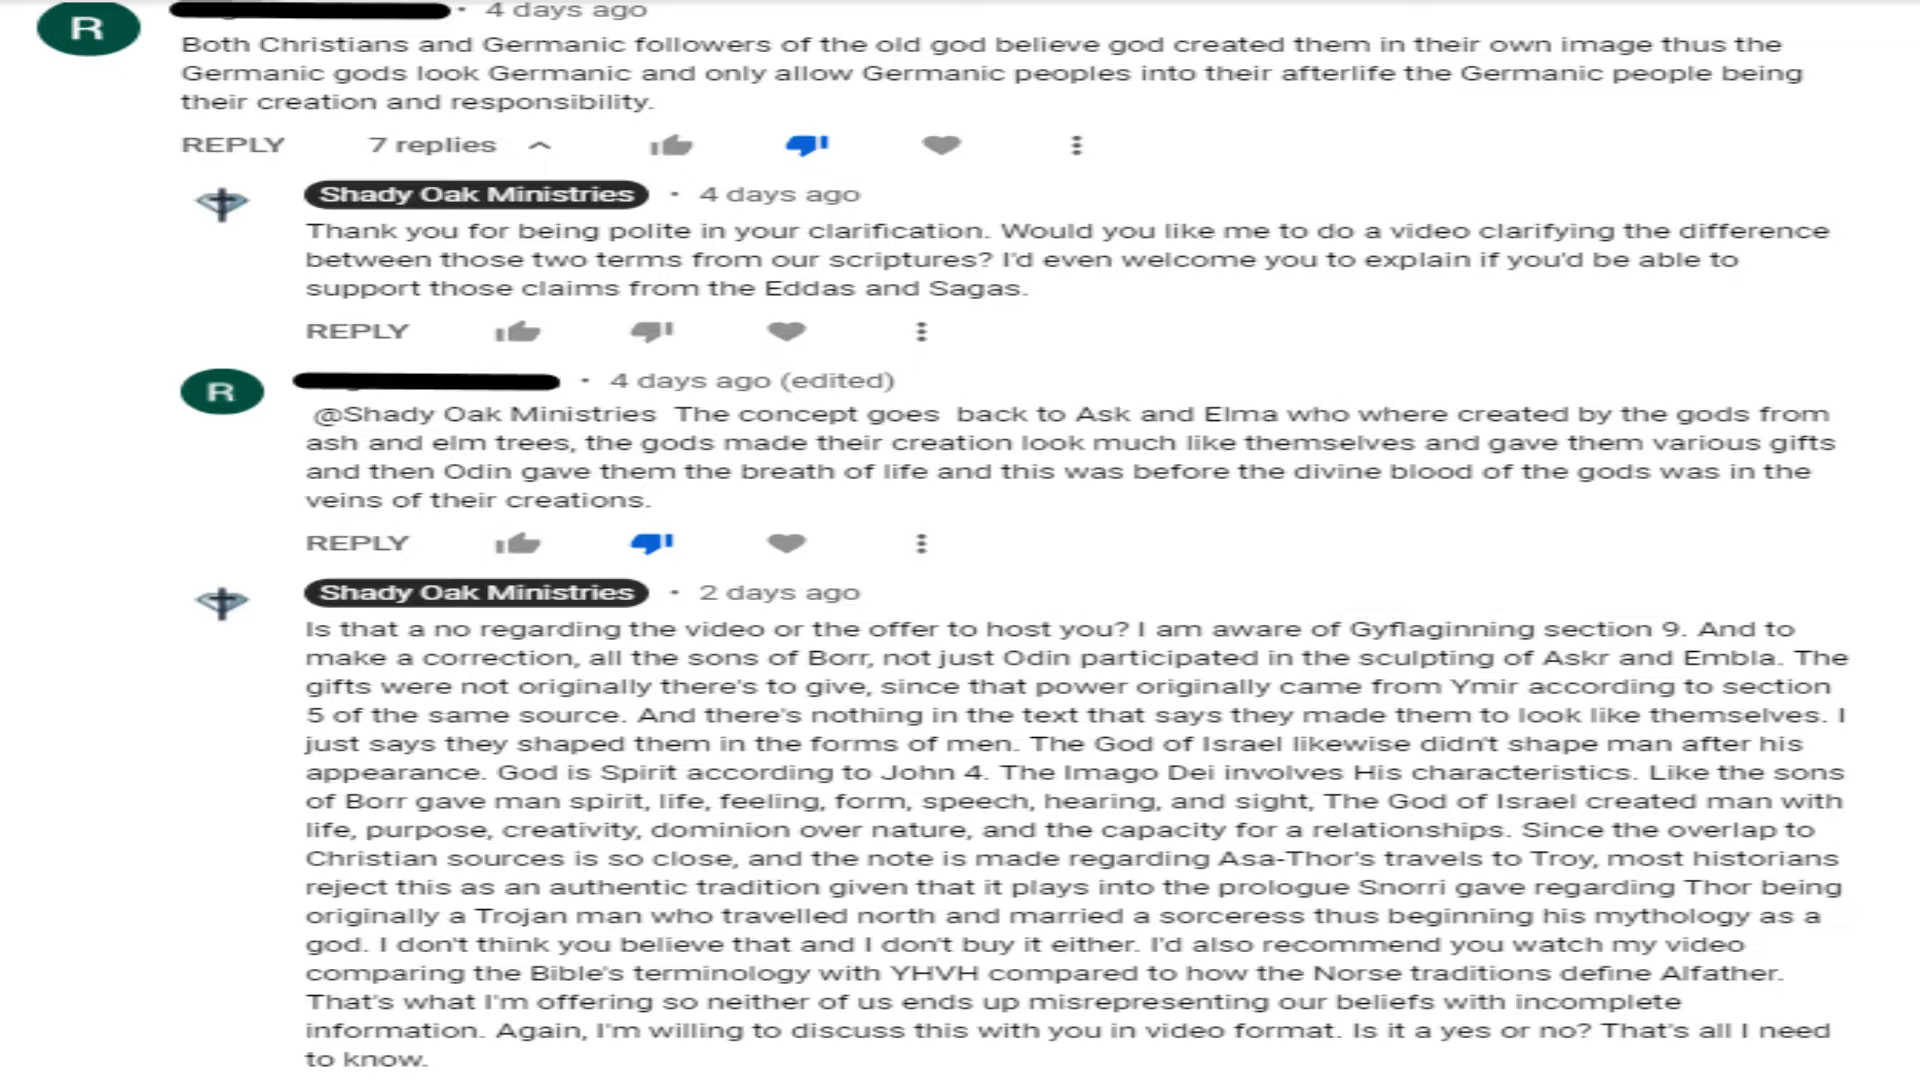 R
4 days ago
Both Christians and Germanic followers of the old god believe god created them in their own image thus the
Germanic gods look Germanic and only allow Germanic peoples into their afterlife the Germanic people being
their creation and responsibility.
REPLY 7 replies
Shady Oak Ministries • 4 days ago
Thank you for being polite in your clarification. Would you like me to do a video clarifying the difference
between those two terms from our scriptures? I'd even welcome you to explain if you'd be able to
support those claims from the Eddas and Sagas.
REPLY
R
• 4 days ago (edited)
@Shady Oak Ministries The concept goes back to Ask and Elma who where created by the gods from
ash and elm trees, the gods made their creation look much like themselves and gave them various gifts
and then Odin gave them the breath of life and this was before the divine blood of the gods was in the
veins of their creations.
REPLY
Shady Oak Ministries • 2 days ago
Is that a no regarding the video or the offer to host you? I am aware of Gyflaginning section 9. And to
make a correction, all the sons of Borr, not just Odin participated in the sculpting of Askr and Embla. The
gifts were not originally there's to give, since that power originally came from Ymir according to section
5 of the same source. And there's nothing in the text that says they made them to look like themselves. I
just says they shaped them in the forms of men. The God of Israel likewise didn't shape man after his
appearance. God is Spirit according to John 4. The Imago Dei involves His characteristics. Like the sons
of Borr gave man spirit, life, feeling, form, speech, hearing, and sight, The God of Israel created man with
life, purpose, creativity, dominion over nature, and the capacity for a relationships. Since the overlap to
Christian sources is so close, and the note is made regarding Asa-Thor's travels to Troy, most historians
reject this as an authentic tradition given that it plays into the prologue Snorri gave regarding Thor being
originally a Trojan man who travelled north and married a sorceress thus beginning his mythology as a
god. I don't think you believe that and I don't buy it either. I'd also recommend you watch my video
comparing the Bible's terminology with YHVH compared to how the Norse traditions define Alfather.
That's what I'm offering so neither of us ends up misrepresenting our beliefs with incomplete
information. Again, I'm willing to discuss this with you in video format. Is it a yes or no? That's all I need
to know.